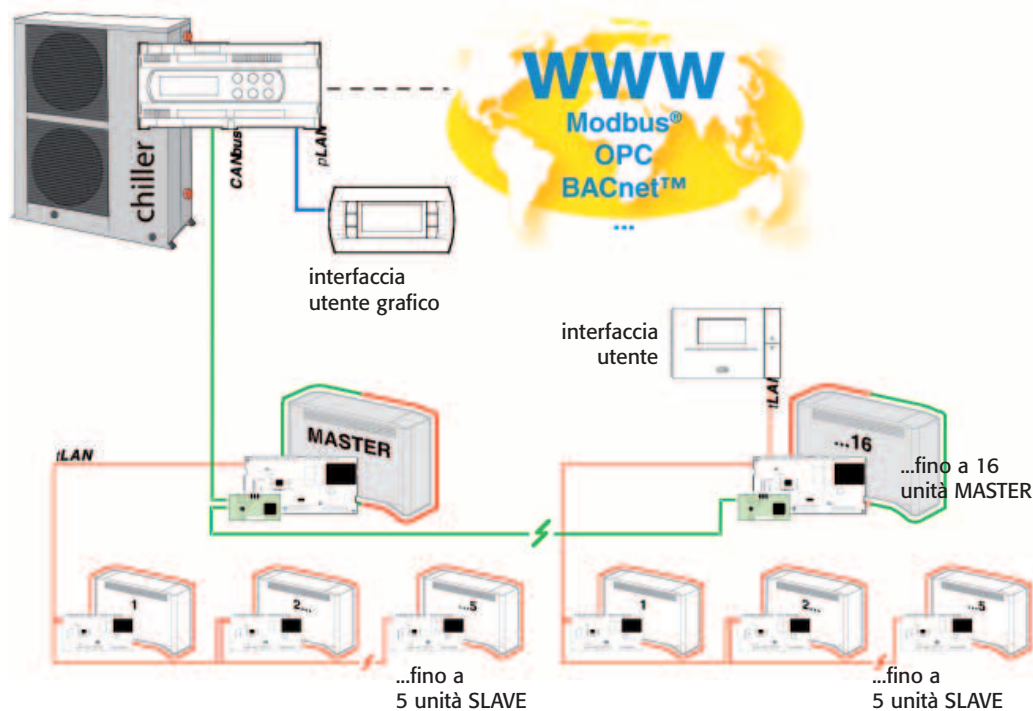 WWW
Modbus®
OPC
BACnet™
...
chiller
CANbus
pLAN
interfaccia
utente grafico
interfaccia
utente
tLAN
MASTER
...16
...fino a 16
unità MASTER
tLAN
1
2...
...5
1
2...
...5
...fino a
5 unità SLAVE
...fino a
5 unità SLAVE